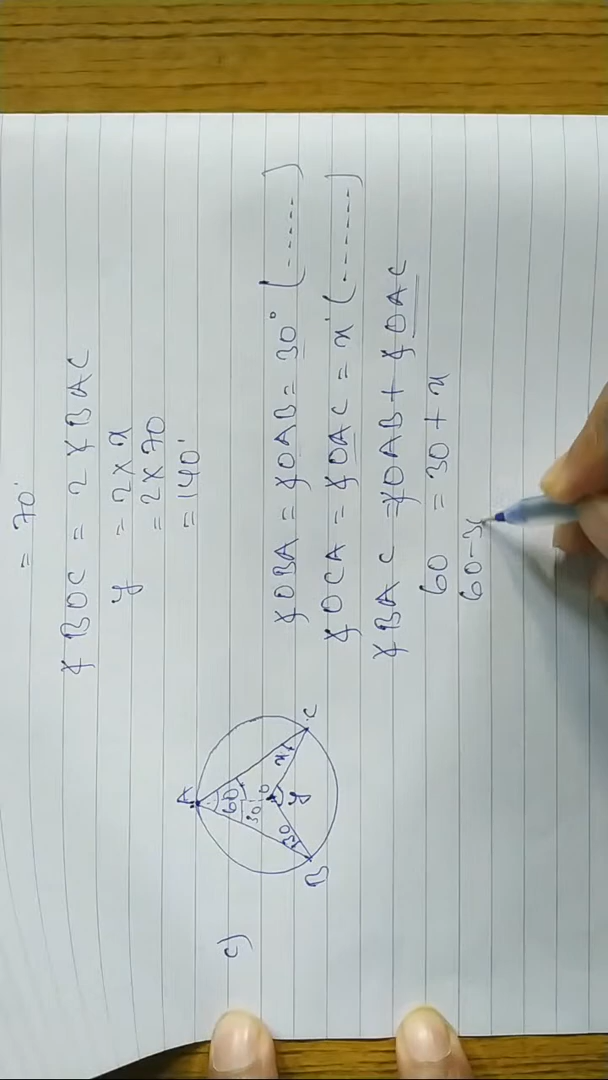 = 70°
∡BOC = 2∡BAC
y = 2×x
= 2×70
= 140°
c)
A
60
30
O
x
30
y
B
C
∡OBA = ∡OAB = 30° (......)
∡OCA = ∡OAC = x° (.......)
∡BAC = ∡OAB + ∡OAC
60 = 30 + x
60-